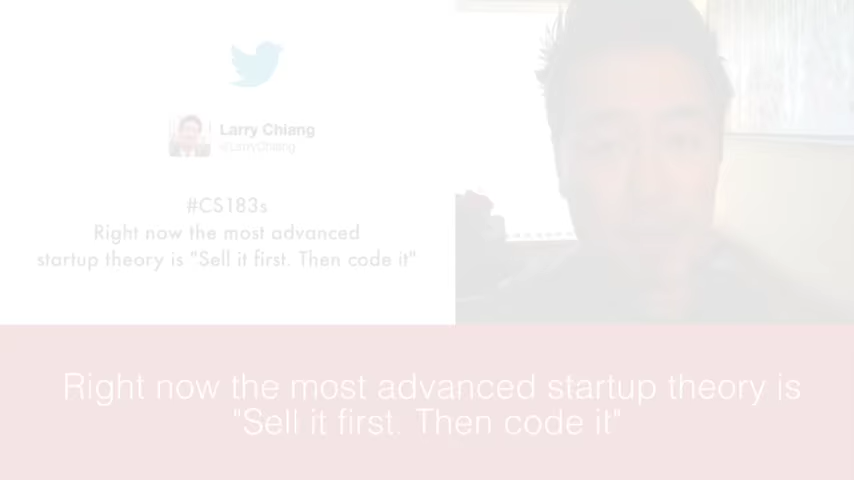 Larry Chiang
@LarryChiang
#CS183s
Right now the most advanced
startup theory is "Sell it first. Then code it"
Right now the most advanced startup theory is
"Sell it first. Then code it"